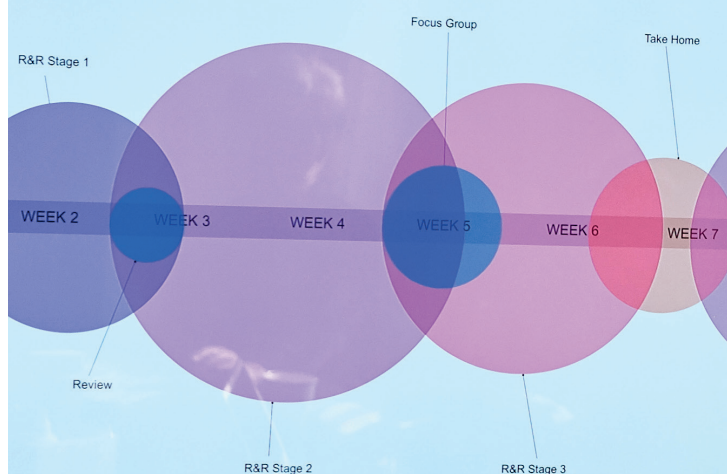 Focus Group
Take Home
R&R Stage 1
WEEK 2
WEEK 3
WEEK 4
WEEK 5
WEEK 6
WEEK 7
Review
R&R Stage 2
R&R Stage 3